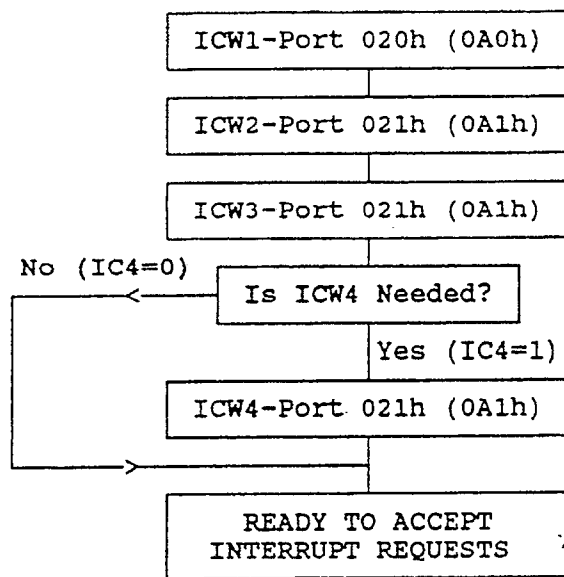 ICW1-Port 020h (0A0h)
ICW2-Port 021h (0A1h)
ICW3-Port 021h (0A1h)
No (IC4=0)
Is ICW4 Needed?
Yes (IC4=1)
ICW4-Port 021h (0A1h)
READY TO ACCEPT
INTERRUPT REQUESTS